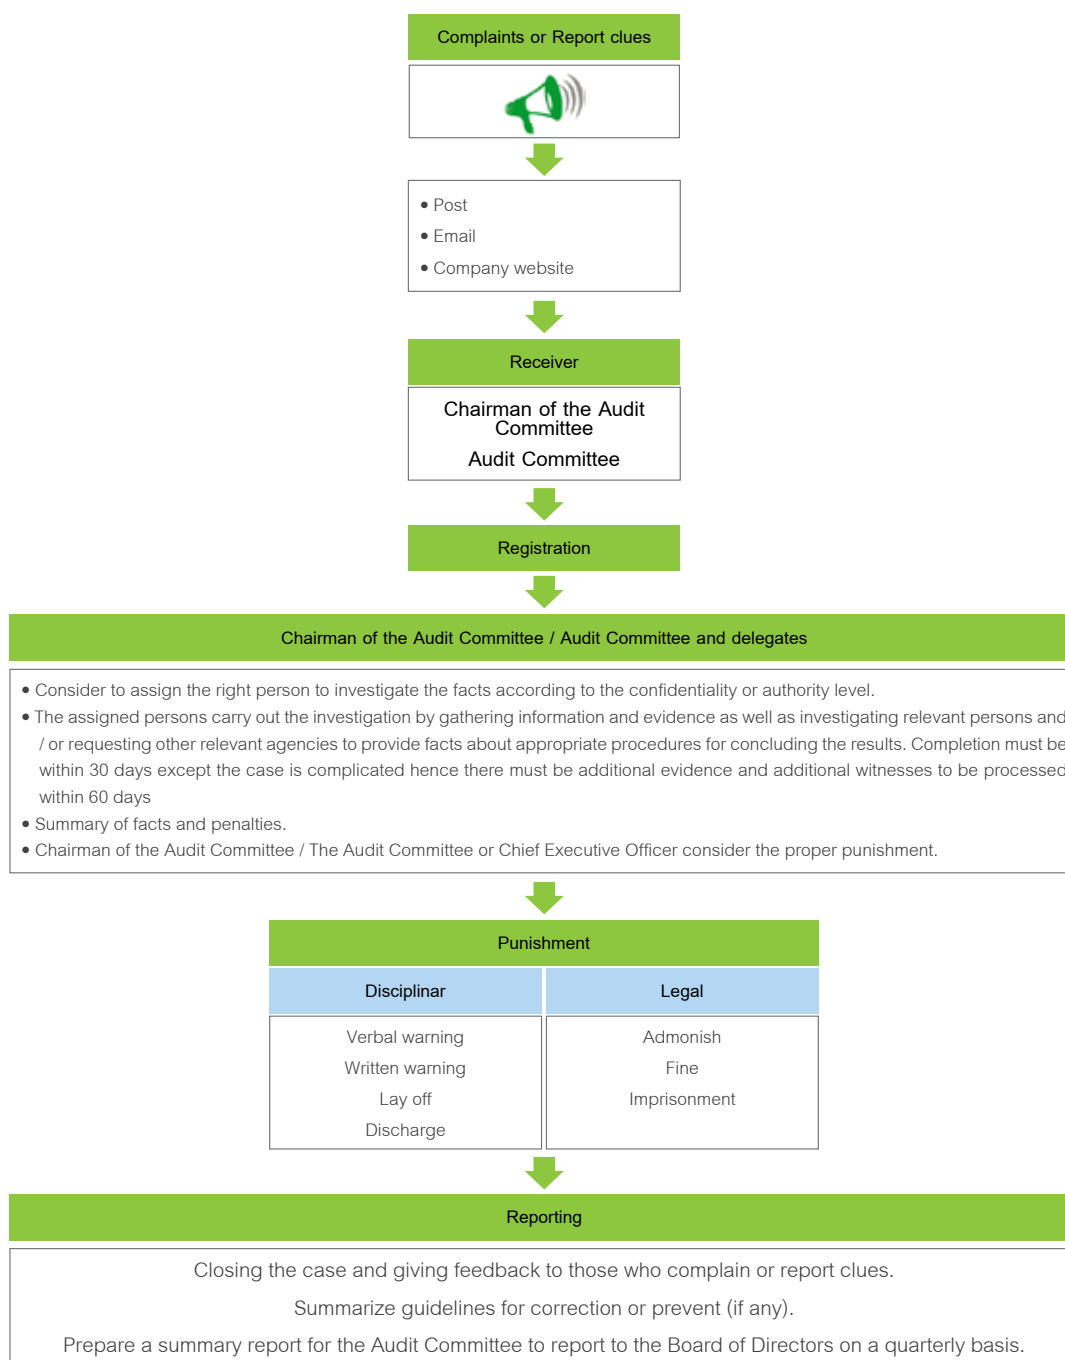 Complaints or Report clues
• Post
• Email
• Company website
Receiver
Chairman of the Audit
Committee
Audit Committee
Registration
Chairman of the Audit Committee / Audit Committee and delegates
• Consider to assign the right person to investigate the facts according to the confidentiality or authority level.
• The assigned persons carry out the investigation by gathering information and evidence as well as investigating relevant persons and
/ or requesting other relevant agencies to provide facts about appropriate procedures for concluding the results. Completion must be
within 30 days except the case is complicated hence there must be additional evidence and additional witnesses to be processed
within 60 days
• Summary of facts and penalties.
• Chairman of the Audit Committee / The Audit Committee or Chief Executive Officer consider the proper punishment.
Punishment
Disciplinar
Legal
Verbal warning
Written warning
Lay off
Discharge
Admonish
Fine
Imprisonment
Reporting
Closing the case and giving feedback to those who complain or report clues.
Summarize guidelines for correction or prevent (if any).
Prepare a summary report for the Audit Committee to report to the Board of Directors on a quarterly basis.